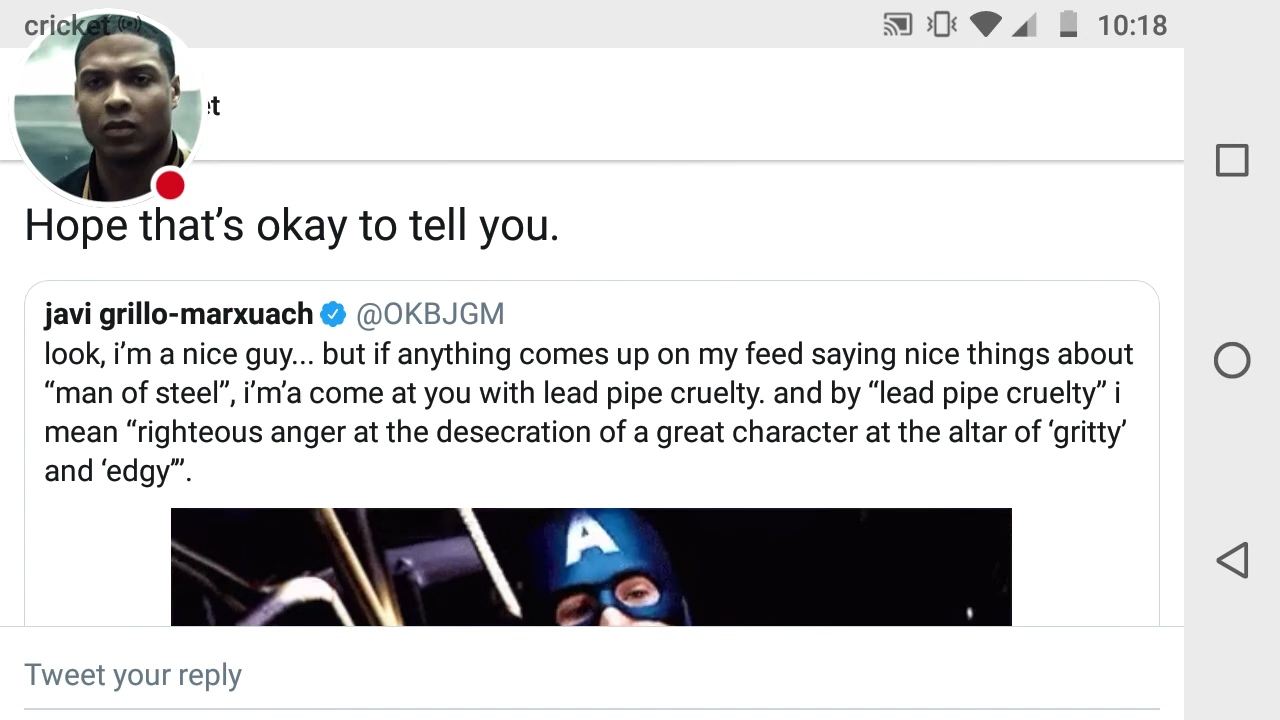 cricket 10:18
et
Hope that’s okay to tell you.
javi grillo-marxuach @OKBJGM
look, i’m a nice guy... but if anything comes up on my feed saying nice things about
“man of steel”, i’m’a come at you with lead pipe cruelty. and by “lead pipe cruelty” i
mean “righteous anger at the desecration of a great character at the altar of ‘gritty’
and ‘edgy’”.
A
Tweet your reply